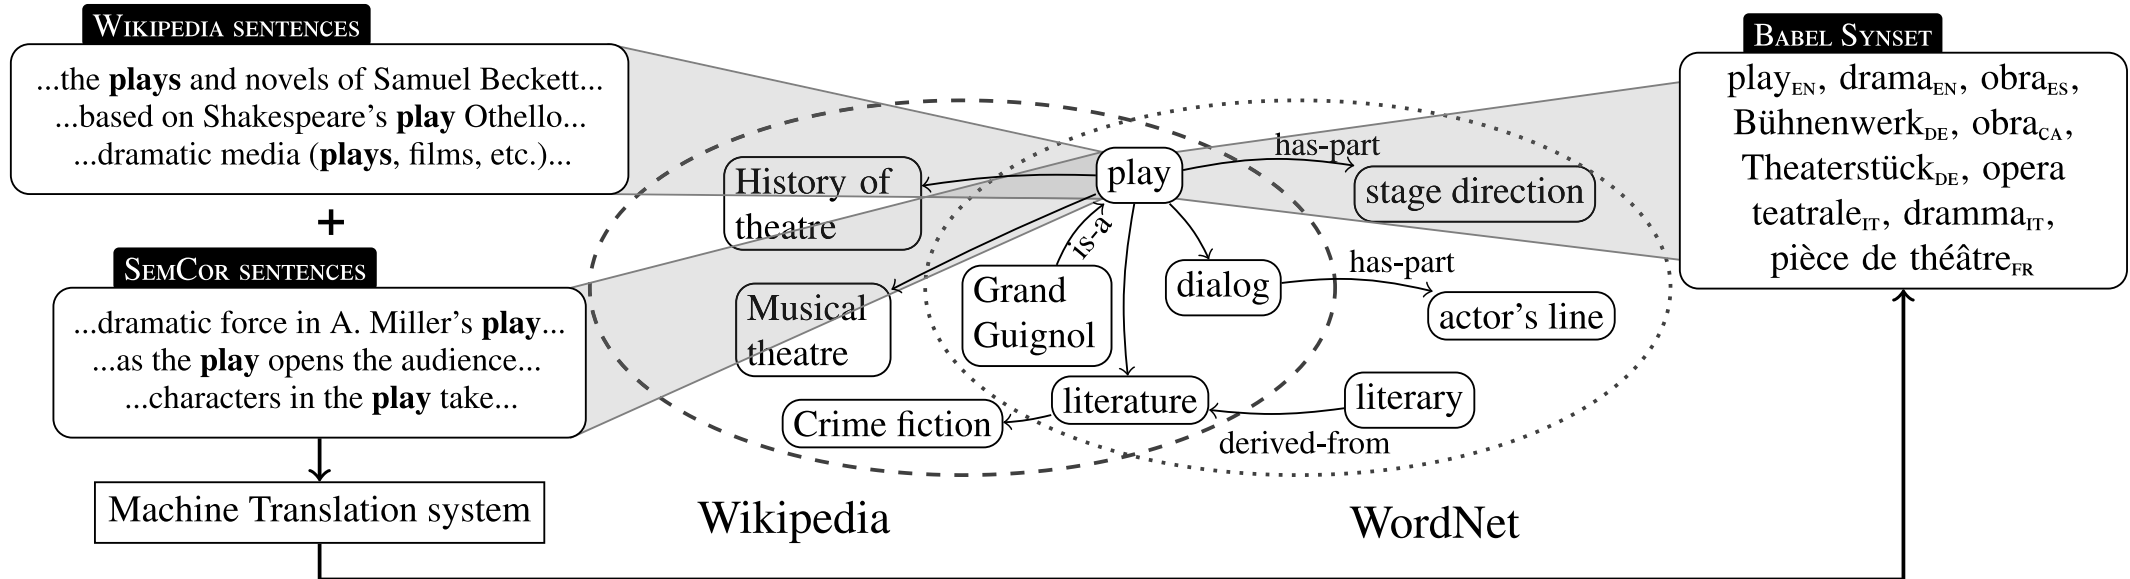 WIKIPEDIA SENTENCES
...the plays and novels of Samuel Beckett...
...based on Shakespeare's play Othello...
...dramatic media (plays, films, etc.)...
+
SEMCOR SENTENCES
...dramatic force in A. Miller's play...
...as the play opens the audience...
...characters in the play take...
Machine Translation system
History of
theatre
Musical
theatre
play
is-a
Grand
Guignol
dialog
literature
Crime fiction
has-part
stage direction
has-part
actor's line
literary
derived-from
Wikipedia
WordNet
BABEL SYNSET
playEN, dramaEN, obraES,
BühnenwerkDE, obraCA,
TheaterstückDE, opera
teatraleIT, drammaIT,
pièce de théâtreFR